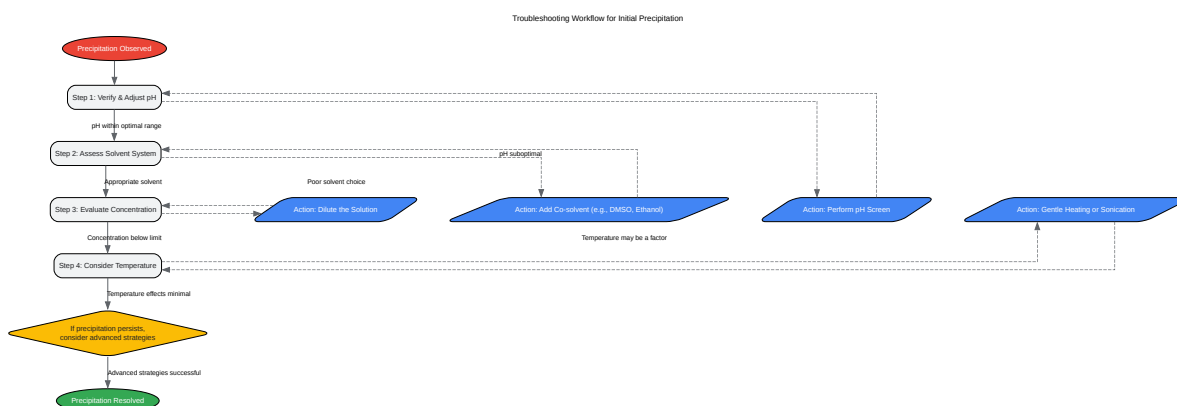 Troubleshooting Workflow for Initial Precipitation
Precipitation Observed
Step 1: Verify & Adjust pH
pH within optimal range
Step 2: Assess Solvent System
pH suboptimal
Appropriate solvent
Poor solvent choice
Step 3: Evaluate Concentration
Action: Dilute the Solution
Action: Add Co-solvent (e.g., DMSO, Ethanol)
Action: Perform pH Screen
Action: Gentle Heating or Sonication
Concentration below limit
Temperature may be a factor
Step 4: Consider Temperature
Temperature effects minimal
If precipitation persists,
consider advanced strategies
Advanced strategies successful
Precipitation Resolved